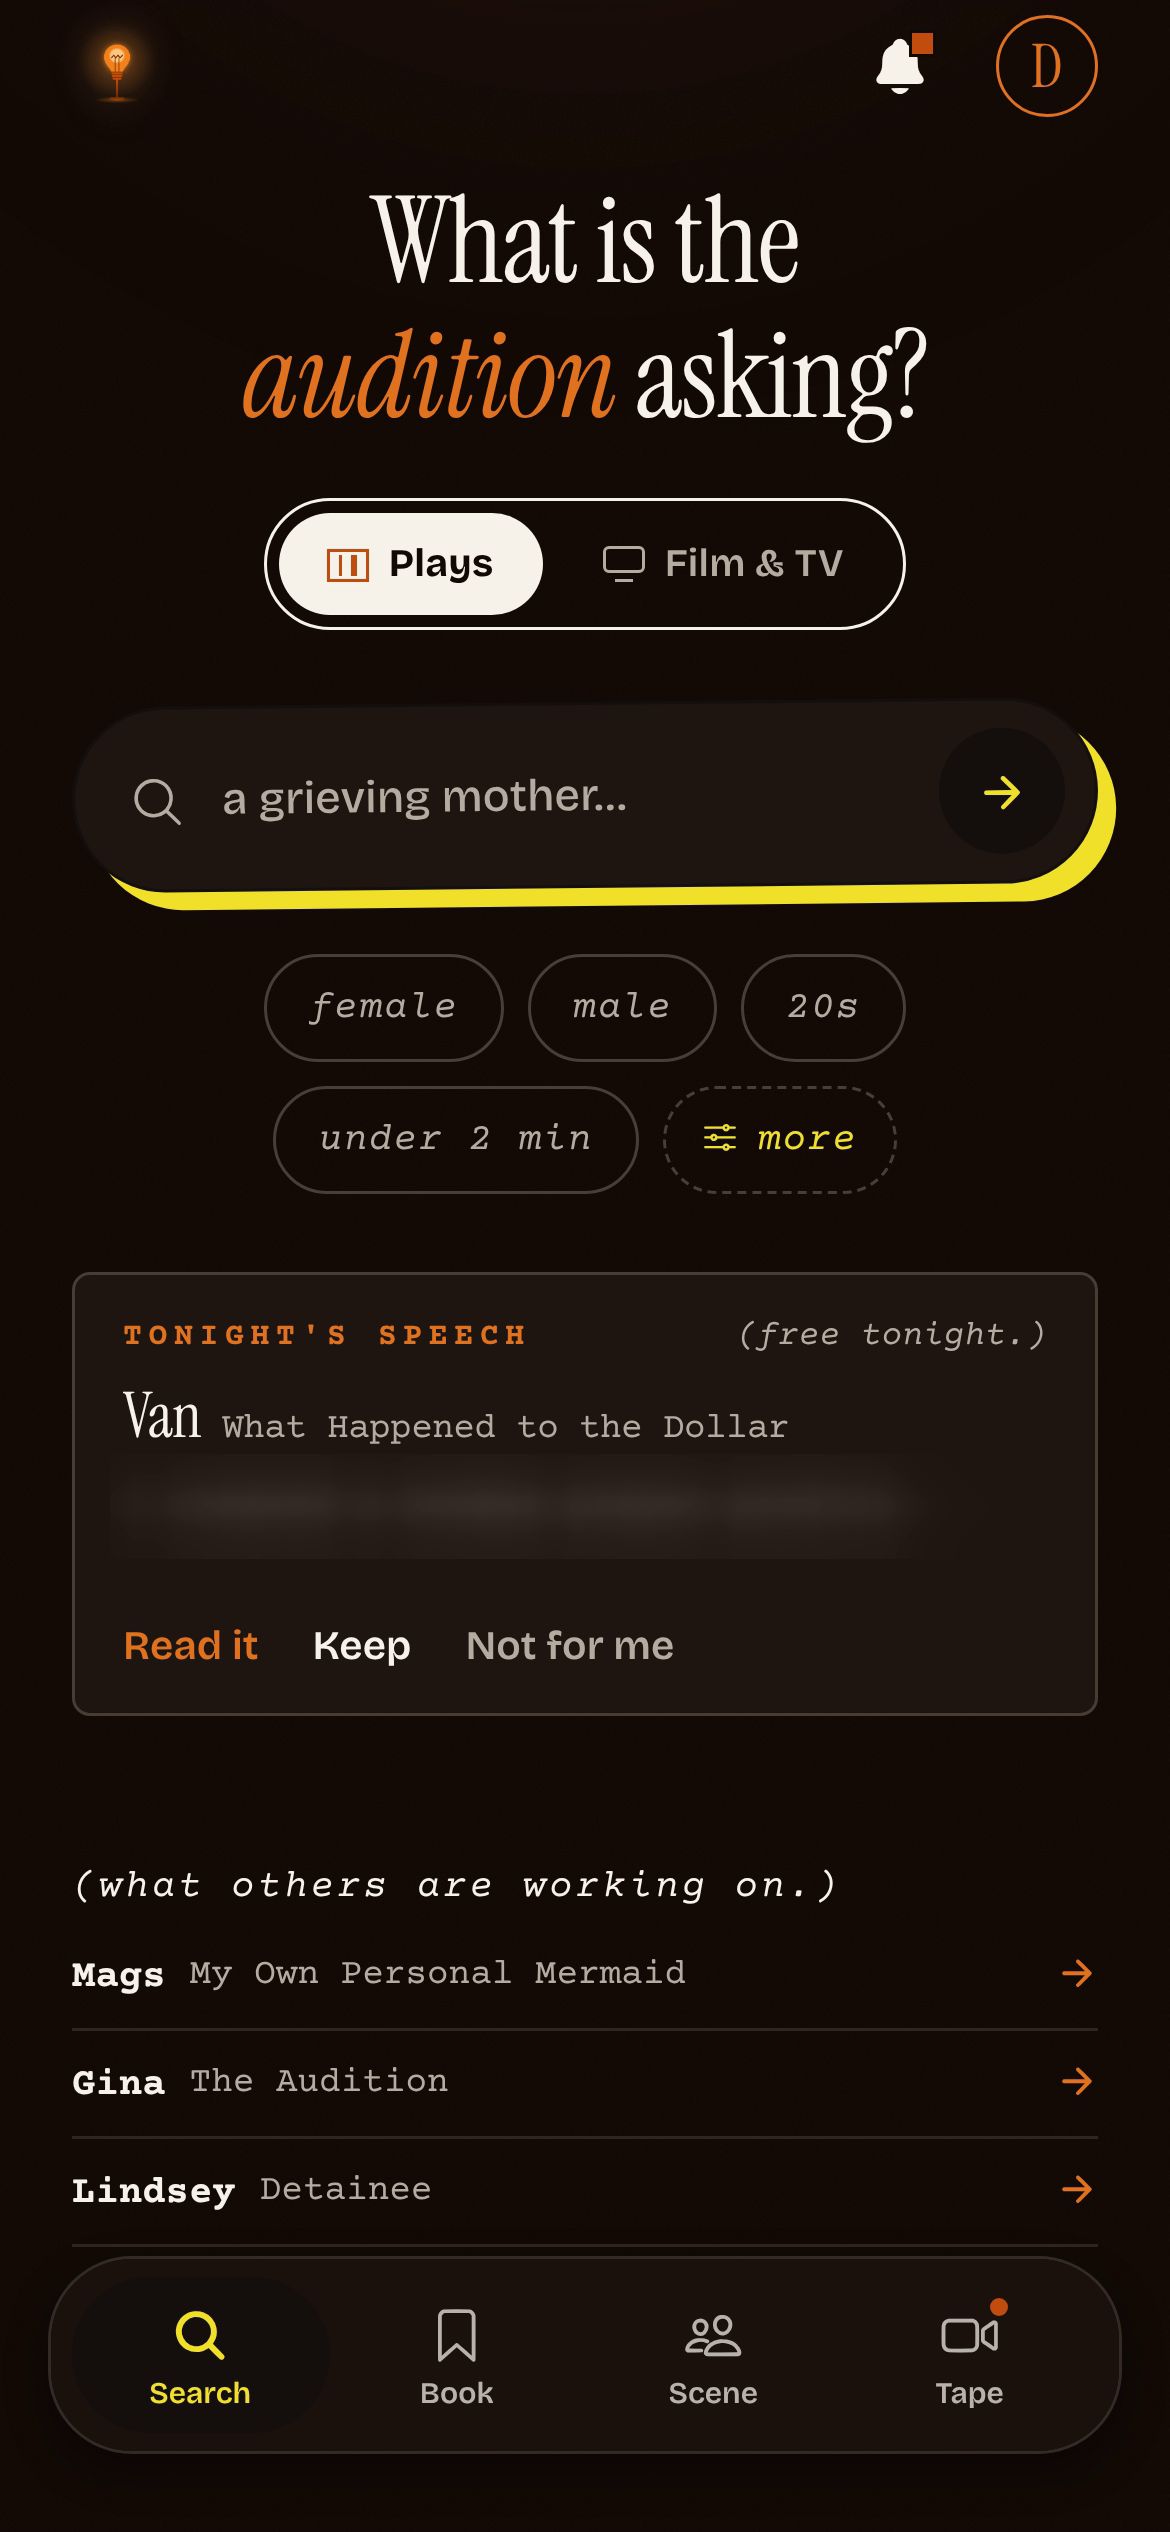 D
What is the
audition asking?
Plays
Film & TV
a grieving mother...
female
male
20s
under 2 min
more
TONIGHT'S SPEECH
(free tonight.)
Van What Happened to the Dollar
Read it
Keep
Not for me
(what others are working on.)
Mags My Own Personal Mermaid
Gina The Audition
Lindsey Detainee
Search
Book
Scene
Tape